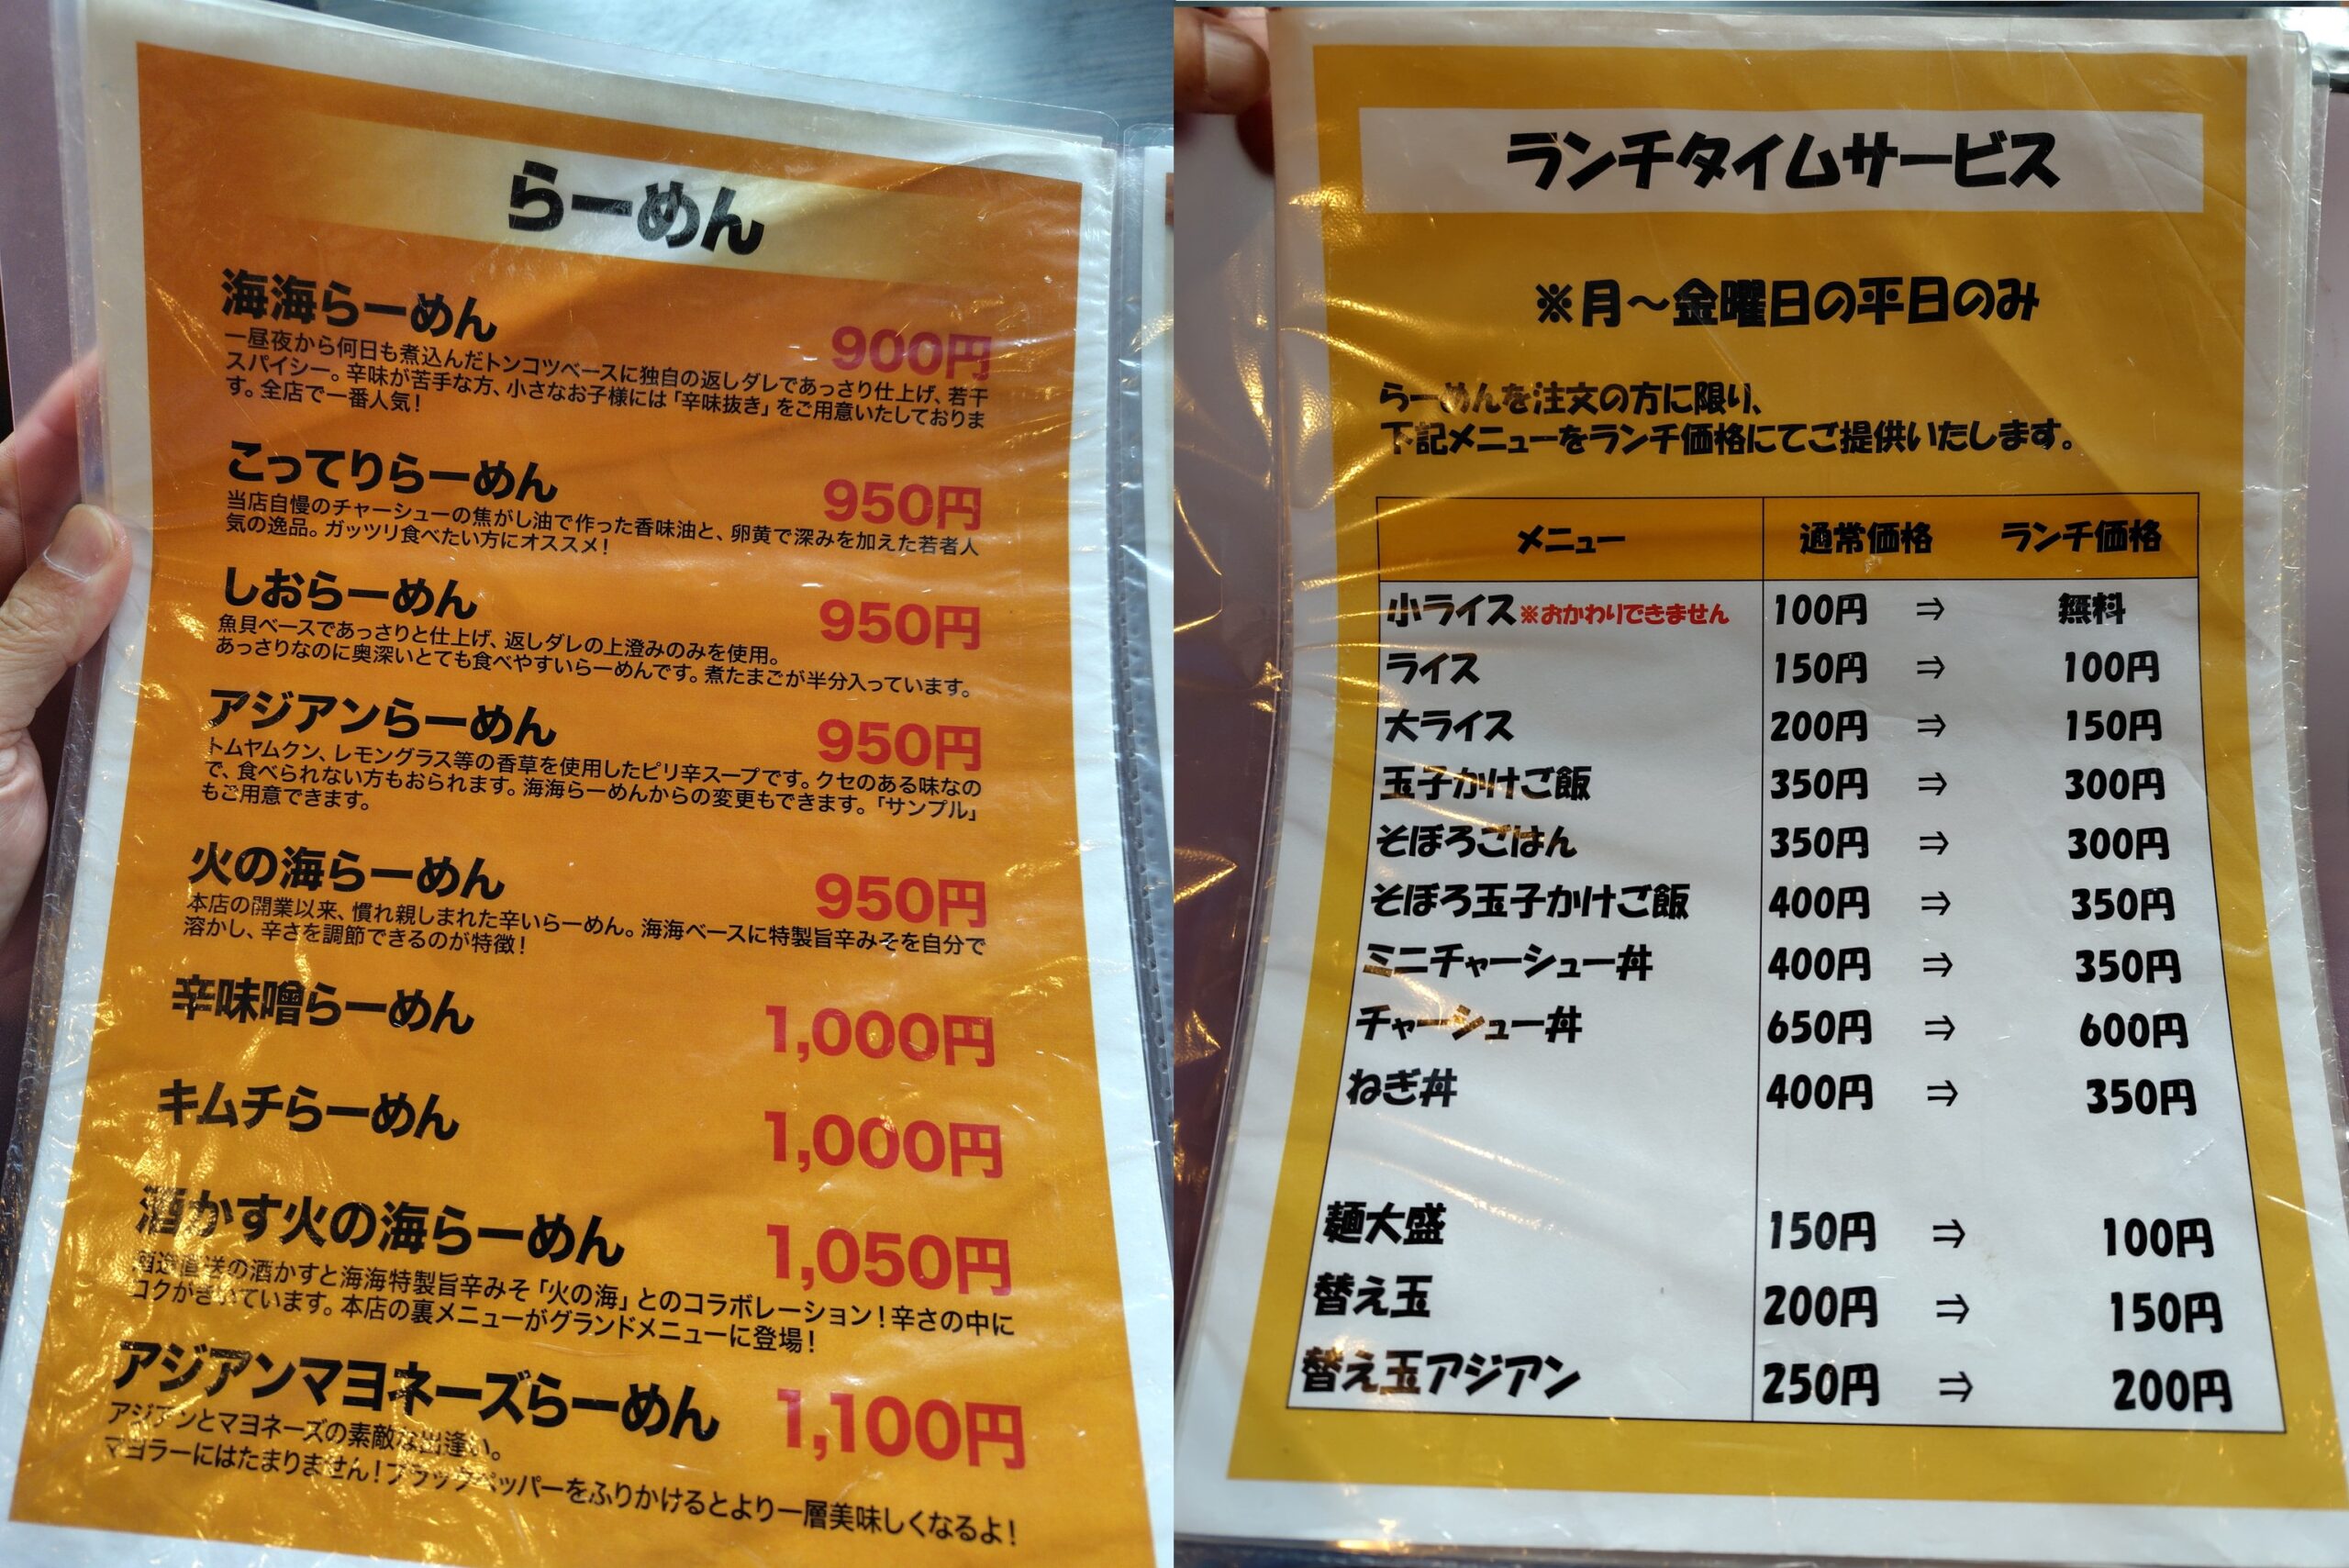 らーめん
海海らーめん 900円
一昼夜から何日も煮込んだトンコツベースに独自の返しダレであっさり仕上げ、若干
スパイシー。辛味が苦手な方、小さなお子様には「辛味抜き」をご用意いたしておりま
す。全店で一番人気！
こってりらーめん 950円
当店自慢のチャーシューの焦がし油で作った香味油と、卵黄で深みを加えた若者人
気の逸品。ガッツリ食べたい方にオススメ！
しおらーめん 950円
魚貝ベースであっさりと仕上げ、返しダレの上澄みのみを使用。
あっさりなのに奥深いとても食べやすいらーめんです。煮たまごが半分入っています。
アジアンらーめん 950円
トムヤムクン、レモングラス等の香草を使用したピリ辛スープです。クセのある味なの
で、食べられない方もおられます。海海らーめんからの変更もできます。「サンプル」
もご用意できます。
火の海らーめん 950円
本店の開業以来、慣れ親しまれた辛いらーめん。海海ベースに特製旨辛みそを自分で
溶かし、辛さを調節できるのが特徴！
辛味噌らーめん 1,000円
キムチらーめん 1,000円
酒かす火の海らーめん 1,050円
酒造直送の酒かすと海海特製旨辛みそ「火の海」とのコラボレーション！辛さの中に
コクがきいています。本店の裏メニューがグランドメニューに登場！
アジアンマヨネーズらーめん 1,100円
アジアンとマヨネーズの素敵な出逢い。
マヨラーにはたまりません！ブラックペッパーをふりかけるとより一層美味しくなるよ！
ランチタイムサービス
※月～金曜日の平日のみ
らーめんを注文の方に限り、
下記メニューをランチ価格にてご提供いたします。
メニュー 通常価格 ランチ価格
小ライス※おかわりできません 100円 ⇒ 無料
ライス 150円 ⇒ 100円
大ライス 200円 ⇒ 150円
玉子かけご飯 350円 ⇒ 300円
そぼろごはん 350円 ⇒ 300円
そぼろ玉子かけご飯 400円 ⇒ 350円
ミニチャーシュー丼 400円 ⇒ 350円
チャーシュー丼 650円 ⇒ 600円
ねぎ丼 400円 ⇒ 350円
麺大盛 150円 ⇒ 100円
替え玉 200円 ⇒ 150円
替え玉アジアン 250円 ⇒ 200円